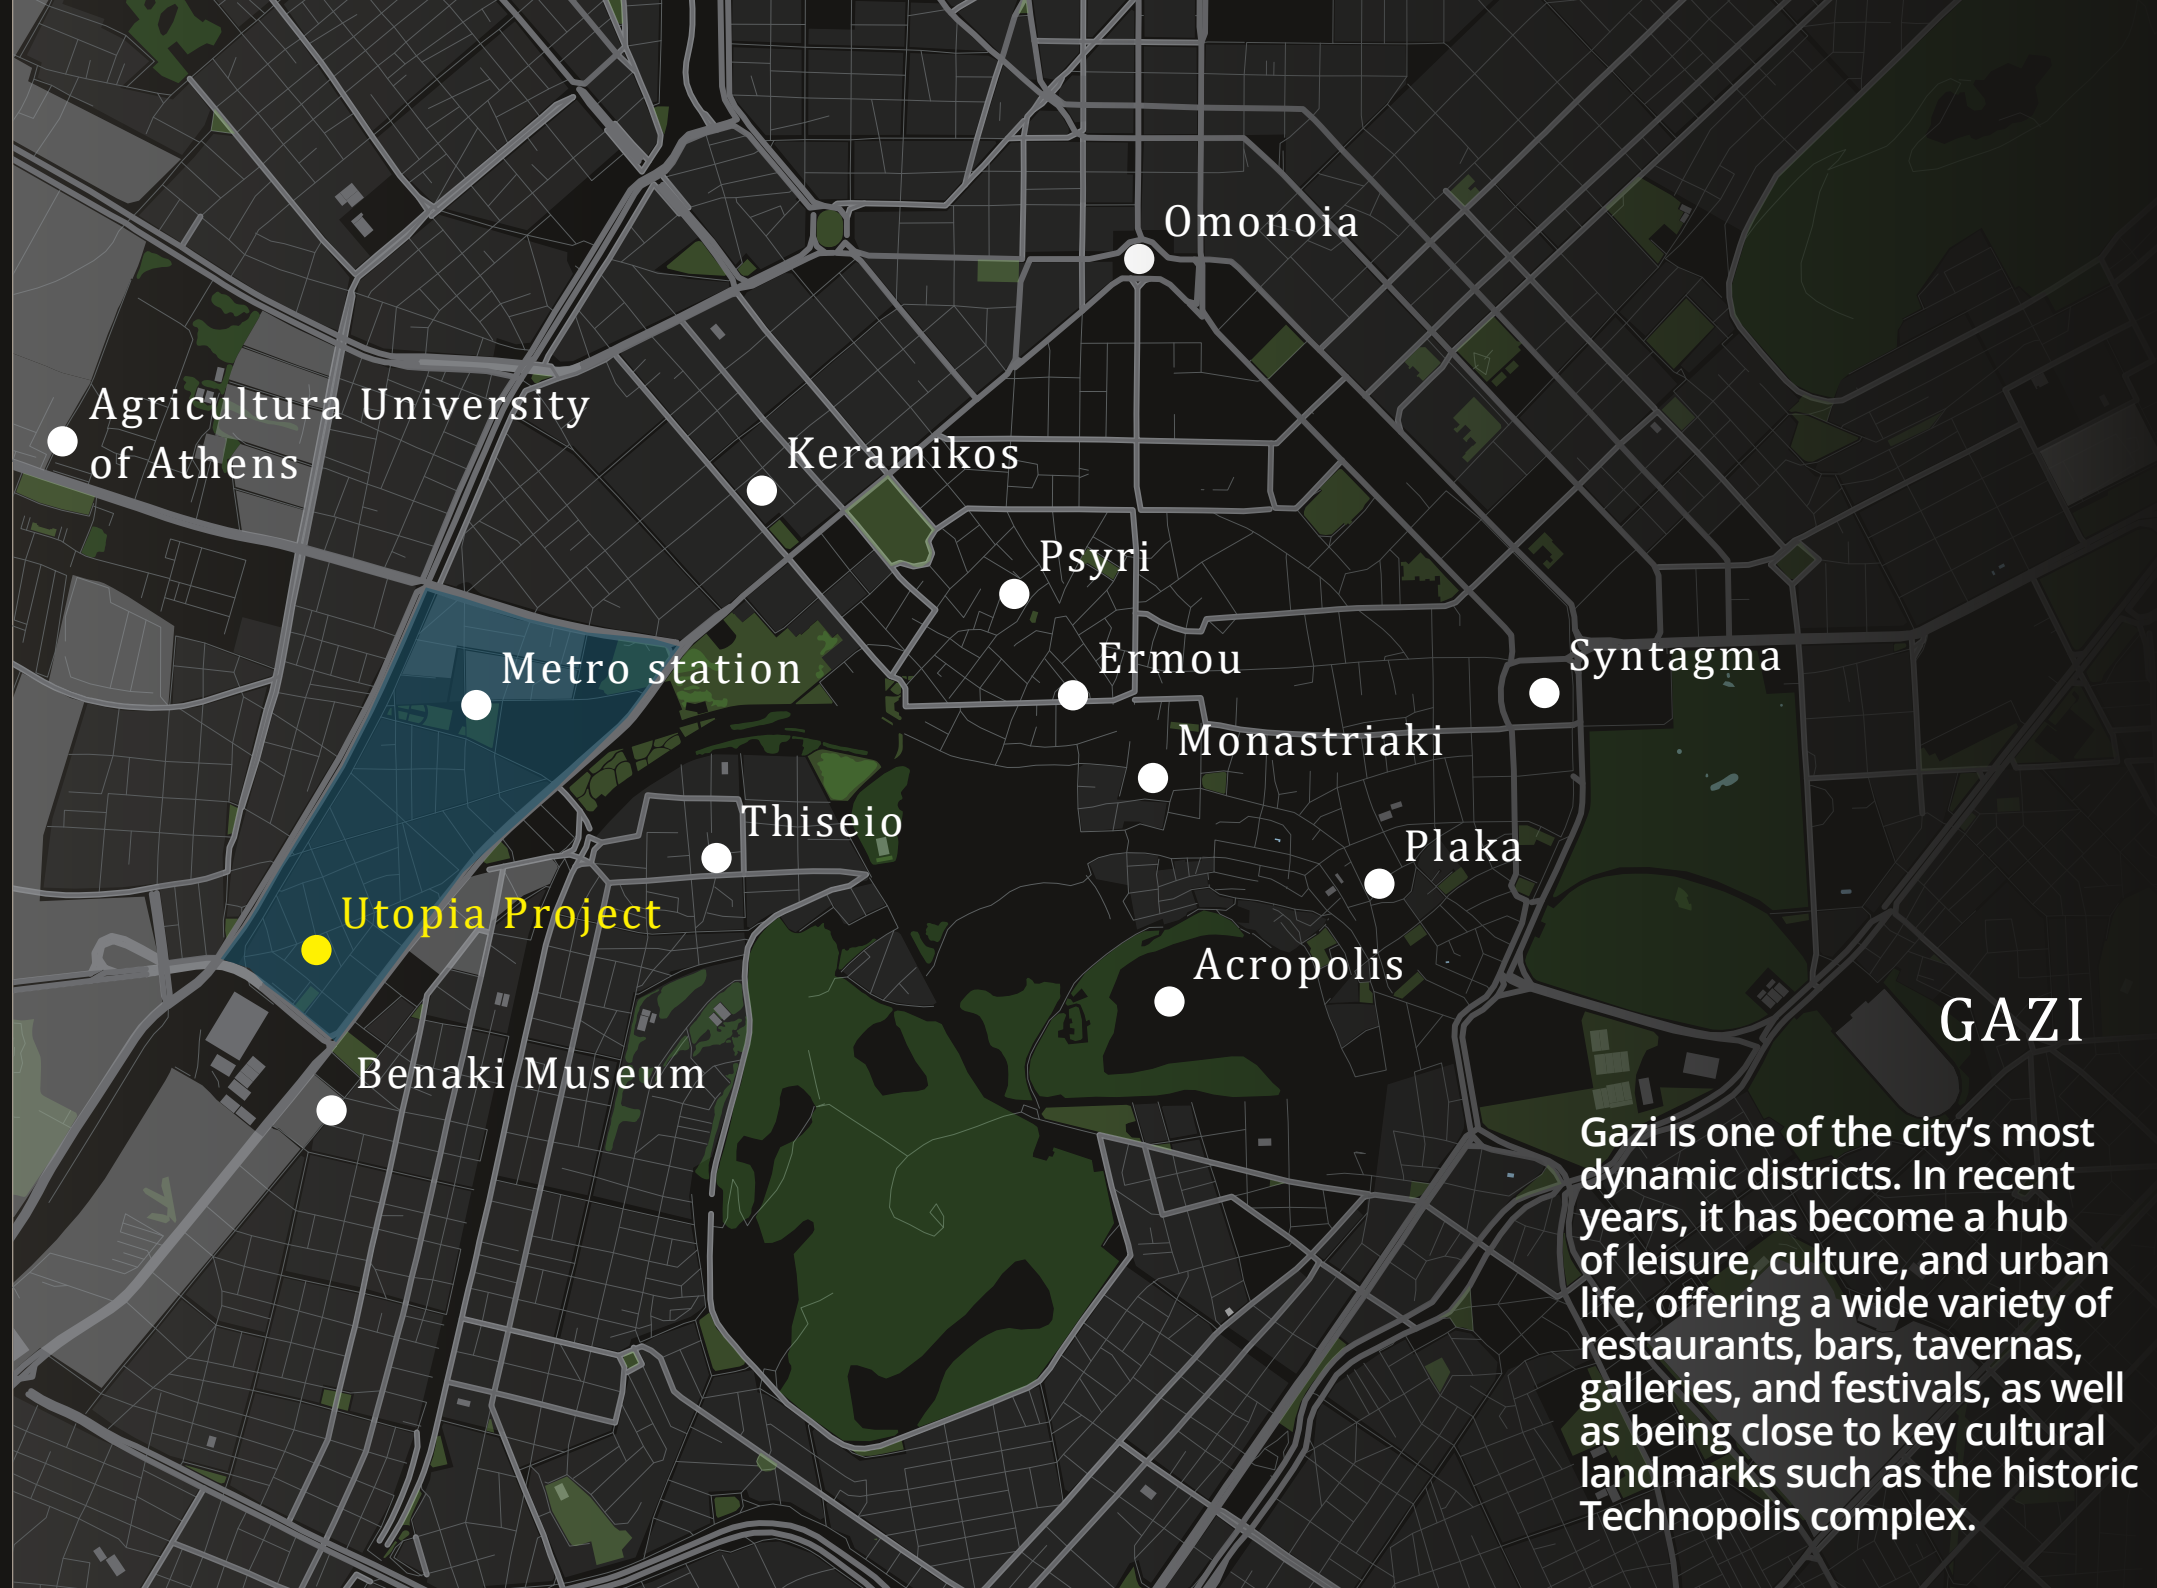 Omonoia
Agricultura University
of Athens
Keramikos
Psyri
Ermou
Syntagma
Metro station
Monastriaki
Thiseio
Plaka
Utopia Project
Acropolis
Benaki Museum
GAZI
Gazi is one of the city’s most
dynamic districts. In recent
years, it has become a hub
of leisure, culture, and urban
life, offering a wide variety of
restaurants, bars, tavernas,
galleries, and festivals, as well
as being close to key cultural
landmarks such as the historic
Technopolis complex.